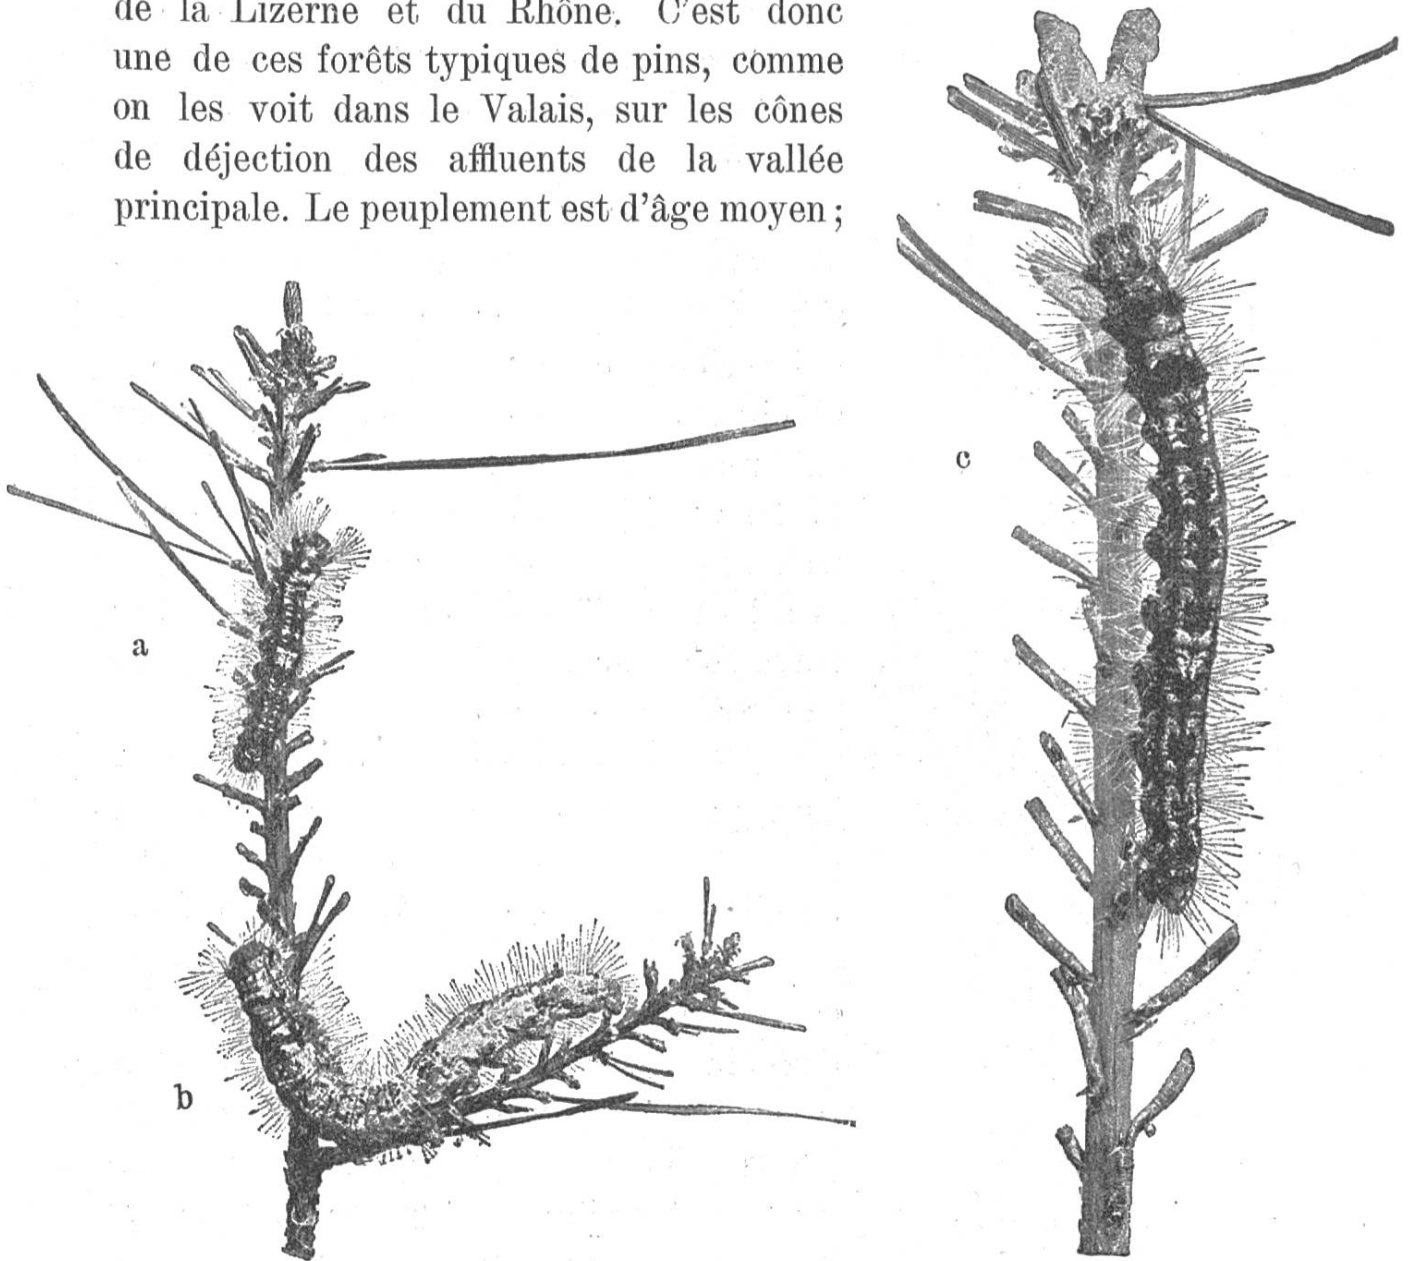 de la Lizerne et du Rhône. C'est donc
une de ces forêts typiques de pins, comme
on les voit dans le Valais, sur les cônes
de déjection des affluents de la vallée
principale. Le peuplement est d'âge moyen ;
c
a
b